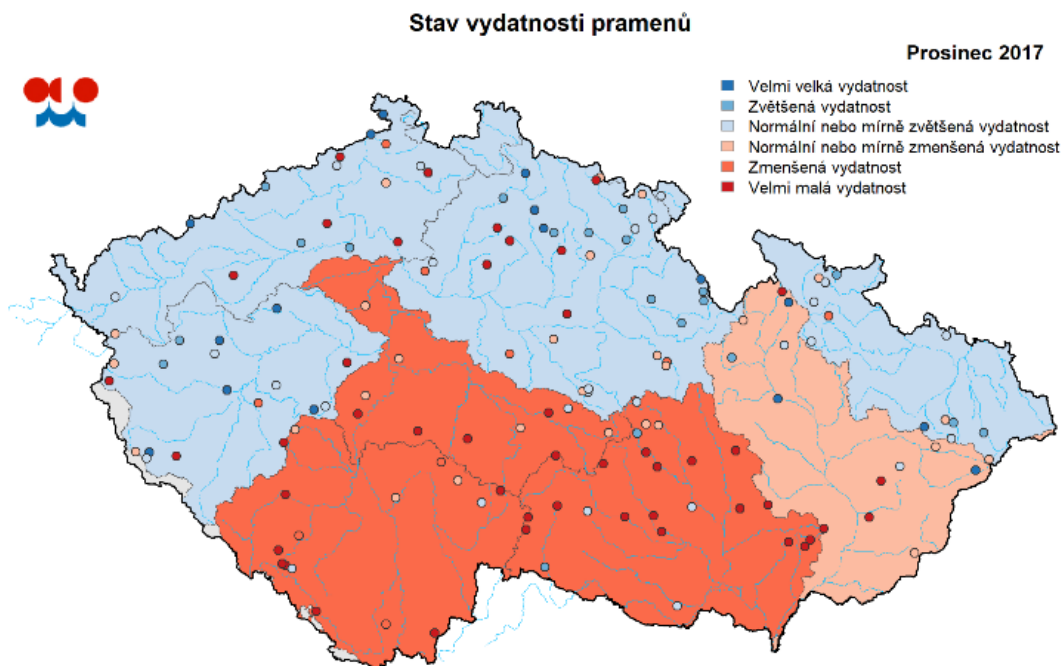 Stav vydatnosti pramenů
Prosinec 2017
Velmi velká vydatnost
Zvětšená vydatnost
Normální nebo mírně zvětšená vydatnost
Normální nebo mírně zmenšená vydatnost
Zmenšená vydatnost
Velmi malá vydatnost